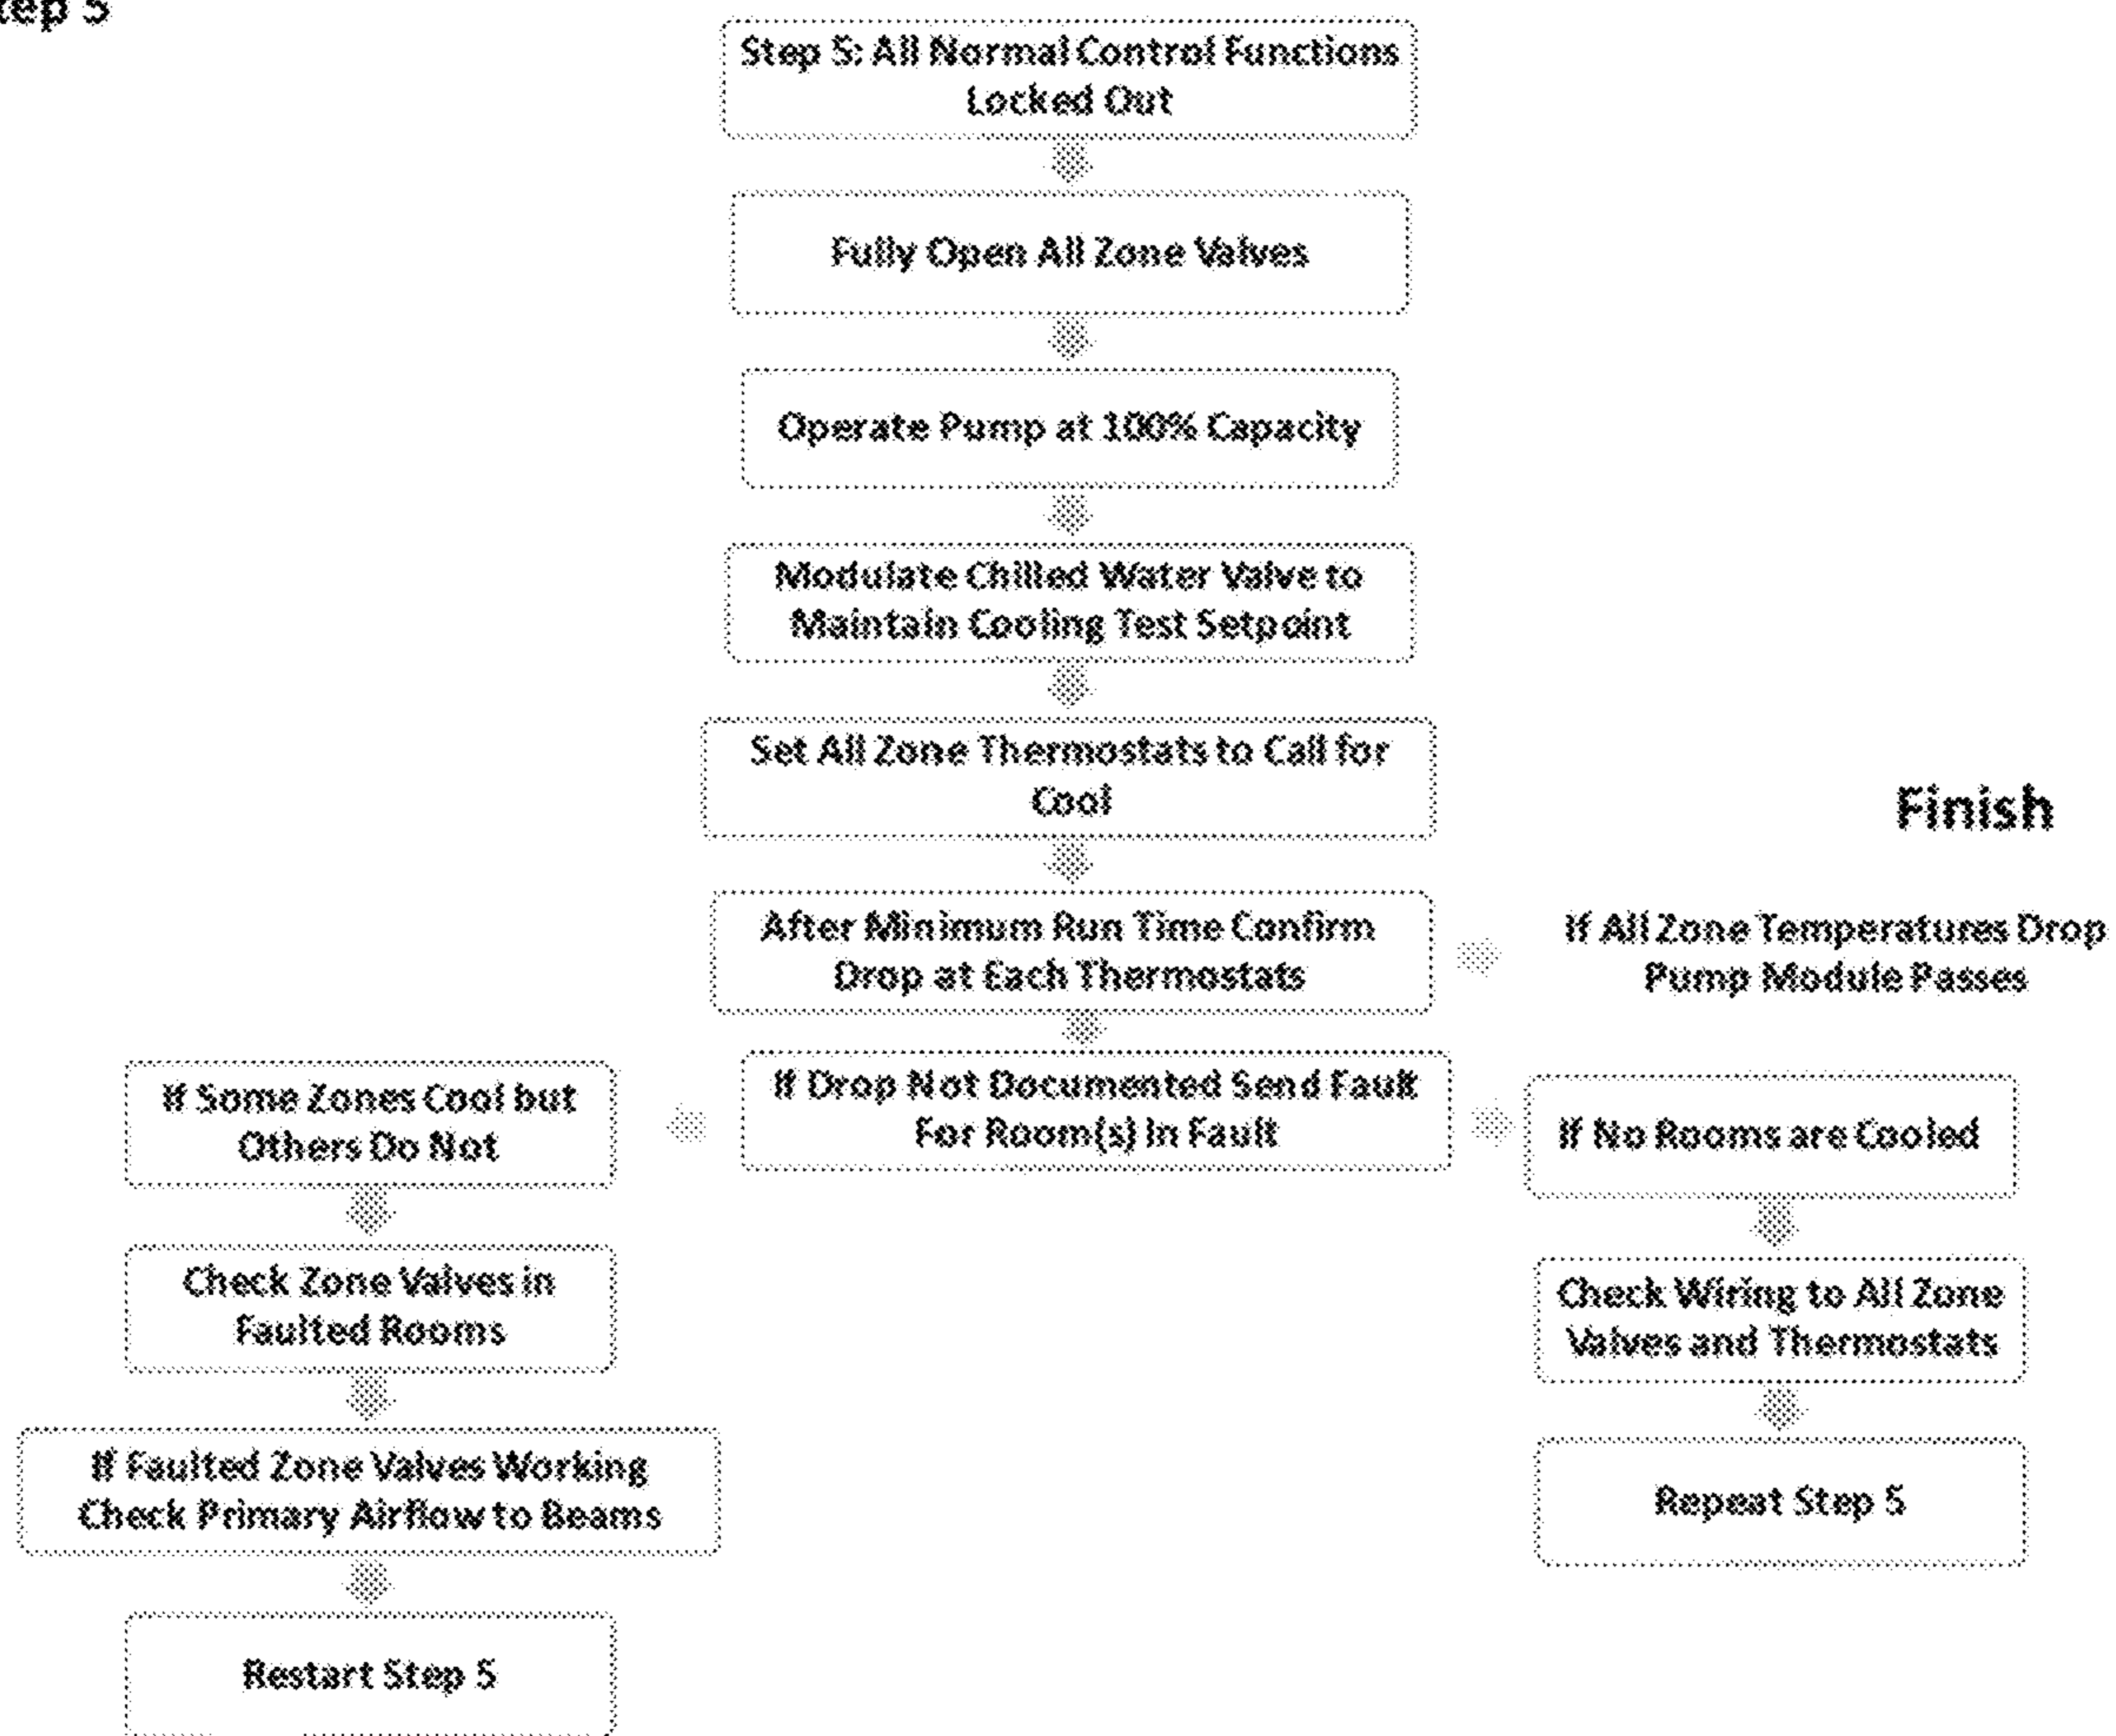 tep 5
Step 5: All Normal Control Functions
Locked Out
Fully Open All Zone Valves
Operate Pump at 100% Capacity
Modulate Chilled Water Valve to
Maintain Cooling Test Setpoint
Set All Zone Thermostats to Call for
Cool
Finish
After Minimum Run Time Confirm
Drop at Each Thermostats
If All Zone Temperatures Drop
Pump Module Passes
If Drop Not Documented Send Fault
For Room(s) In Fault
If Some Zones Cool but
Others Do Not
Check Zone Valves in
Faulted Rooms
If Faulted Zone Valves Working
Check Primary Airflow to Beams
Restart Step 5
If No Rooms are Cooled
Check Wiring to All Zone
Valves and Thermostats
Repeat Step 5